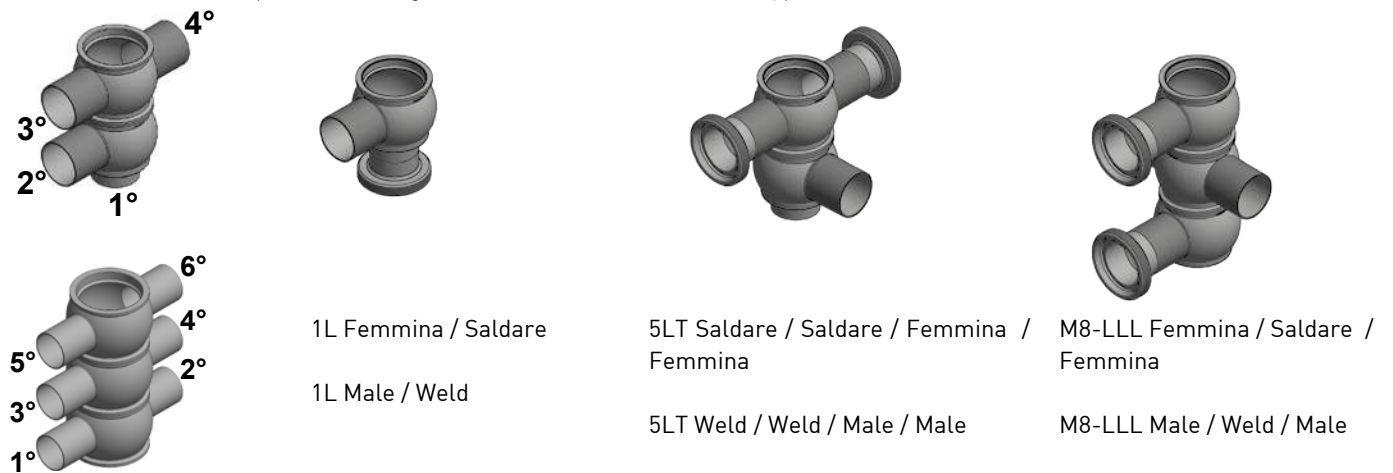 4°
3°
2°
1°
6°
4°
5°
2°
3°
1°
1L Femmina / Saldare
1L Male / Weld
5LT Saldare / Saldare / Femmina /
Femmina
5LT Weld / Weld / Male / Male
M8-LLL Femmina / Saldare /
Femmina
M8-LLL Male / Weld / Male